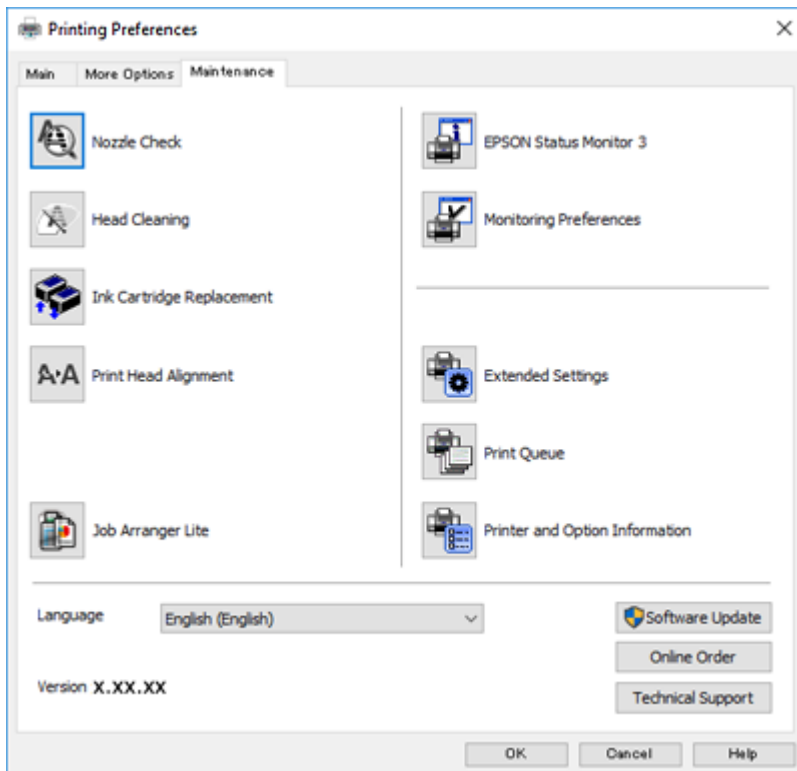 Printing Preferences
Main More Options Maintenance
Nozzle Check
Head Cleaning
Ink Cartridge Replacement
A·A Print Head Alignment
Job Arranger Lite
EPSON Status Monitor 3
Monitoring Preferences
Extended Settings
Print Queue
Printer and Option Information
Language English (English)
Version X.XX.XX
Software Update
Online Order
Technical Support
OK Cancel Help